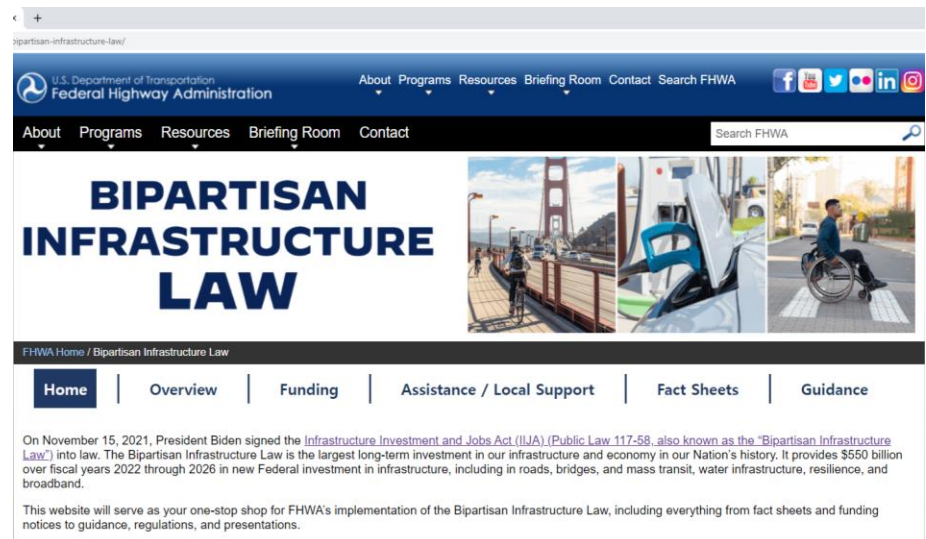 bipartisan-infrastructure-law/
U.S. Department of Transportation
Federal Highway Administration
About Programs Resources Briefing Room Contact Search FHWA
About Programs Resources Briefing Room Contact
Search FHWA
BIPARTISAN
INFRASTRUCTURE
LAW
FHWA Home / Bipartisan Infrastructure Law
Home Overview Funding Assistance / Local Support Fact Sheets Guidance
On November 15, 2021, President Biden signed the Infrastructure Investment and Jobs Act (IIJA) (Public Law 117-58, also known as the “Bipartisan Infrastructure
Law”) into law. The Bipartisan Infrastructure Law is the largest long-term investment in our infrastructure and economy in our Nation’s history. It provides $550 billion
over fiscal years 2022 through 2026 in new Federal investment in infrastructure, including in roads, bridges, and mass transit, water infrastructure, resilience, and
broadband.
This website will serve as your one-stop shop for FHWA’s implementation of the Bipartisan Infrastructure Law, including everything from fact sheets and funding
notices to guidance, regulations, and presentations.